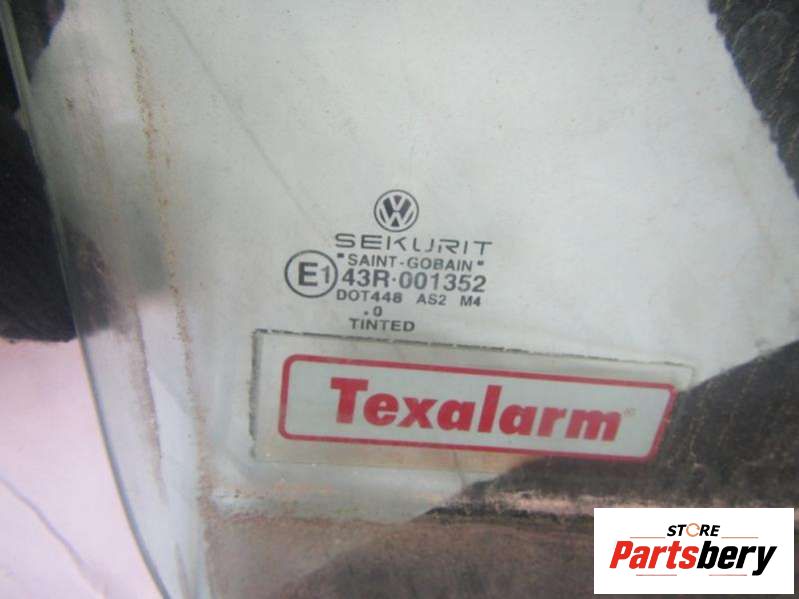 SEKURIT
"SAINT-GOBAIN"
E1 43R·001352
DOT448 AS2 M4
.0
TINTED
Texalarm®
STORE
Partsbery